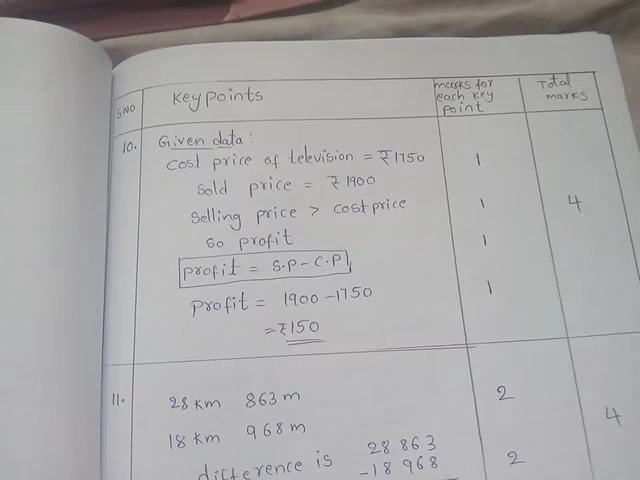 S.NO Key points marks for each key point Total marks
10. Given data:
cost price of television = ₹1750 1
sold price = ₹1900
selling price > cost price 1 4
so profit 1
profit = S.P - C.P
profit = 1900 - 1750 1
= ₹150
11. 28 km 863 m 2
18 km 968 m 4
difference is 28 863
-18 968 2